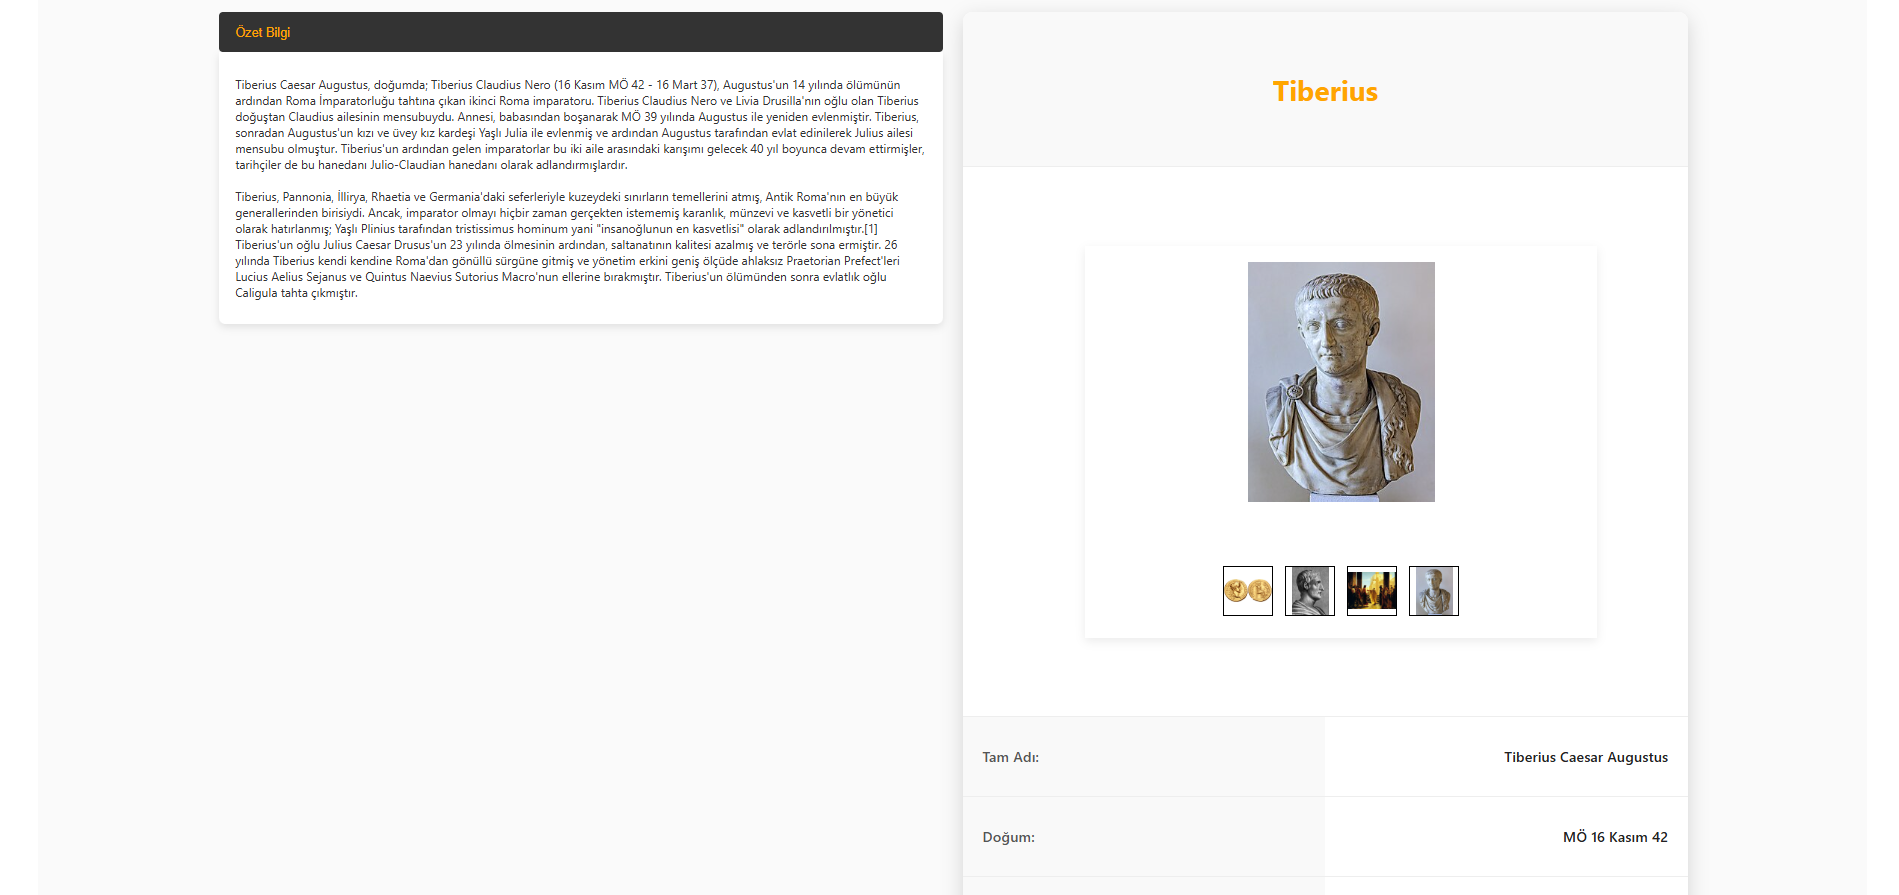 Özet Bilgi
Tiberius Caesar Augustus, doğumda; Tiberius Claudius Nero (16 Kasım MÖ 42 - 16 Mart 37), Augustus'un 14 yılında ölümünün
ardından Roma İmparatorluğu tahtına çıkan ikinci Roma imparatoru. Tiberius Claudius Nero ve Livia Drusilla'nın oğlu olan Tiberius
doğuştan Claudius ailesinin mensubuydu. Annesi, babasından boşanarak MÖ 39 yılında Augustus ile yeniden evlenmiştir. Tiberius,
sonradan Augustus'un kızı ve üvey kız kardeşi Yaşlı Julia ile evlenmiş ve ardından Augustus tarafından evlat edinilerek Julius ailesi
mensubu olmuştur. Tiberius'un ardından gelen imparatorlar bu iki aile arasındaki karışımı gelecek 40 yıl boyunca devam ettirmişler,
tarihçiler de bu hanedanı Julio-Claudian hanedanı olarak adlandırmışlardır.
Tiberius, Pannonia, İllirya, Rhaetia ve Germania'daki seferleriyle kuzeydeki sınırların temellerini atmış, Antik Roma'nın en büyük
generallerinden birisiydi. Ancak, imparator olmayı hiçbir zaman gerçekten istememiş karanlık, münzevi ve kasvetli bir yönetici
olarak hatırlanmış; Yaşlı Plinius tarafından tristissimus hominum yani "insanoğlunun en kasvetlisi" olarak adlandırılmıştır.[1]
Tiberius'un oğlu Julius Caesar Drusus'un 23 yılında ölmesinin ardından, saltanatının kalitesi azalmış ve terörle sona ermiştir. 26
yılında Tiberius kendi kendine Roma'dan gönüllü sürgüne gitmiş ve yönetim erkini geniş ölçüde ahlaksız Praetorian Prefect'leri
Lucius Aelius Sejanus ve Quintus Naevius Sutorius Macro'nun ellerine bırakmıştır. Tiberius'un ölümünden sonra evlatlık oğlu
Caligula tahta çıkmıştır.
Tiberius
Tam Adı:
Tiberius Caesar Augustus
Doğum:
MÖ 16 Kasım 42